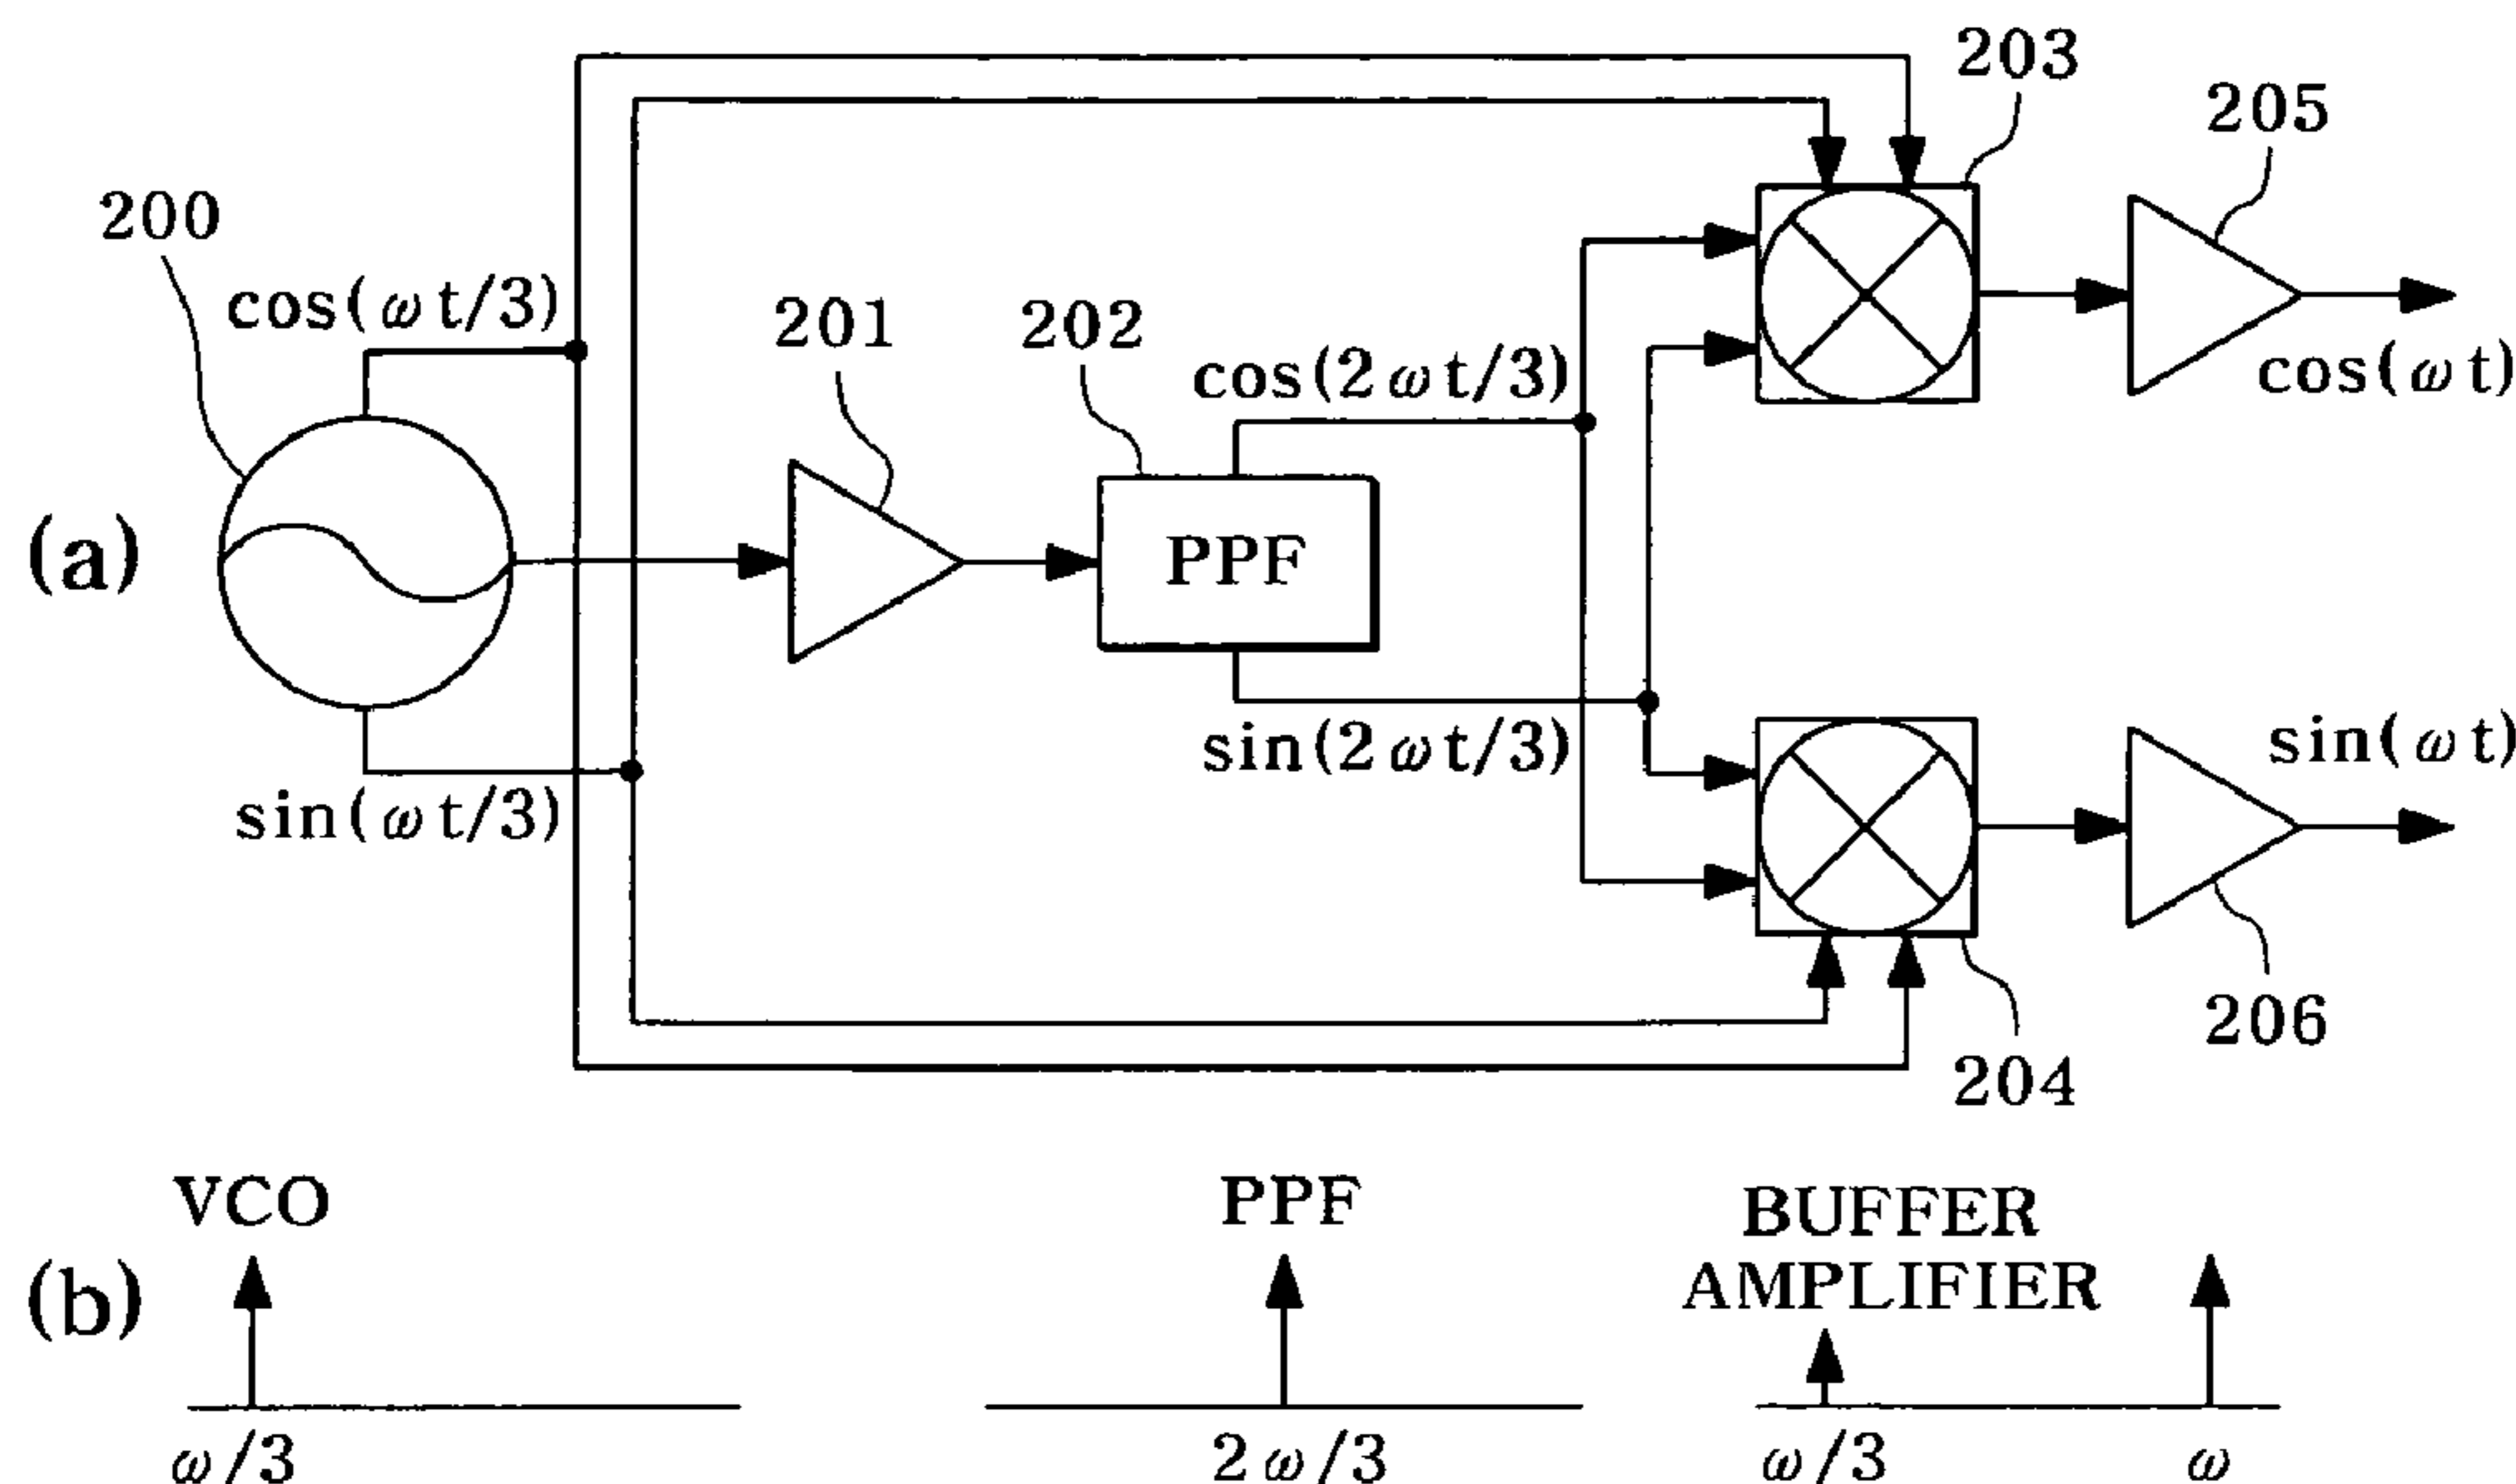 203
205
200
cos(ωt/3)
201
202
cos(2ωt/3)
cos(ωt)
(a)
PPF
sin(2ωt/3)
sin(ωt)
sin(ωt/3)
206
204
VCO
PPF
BUFFER
AMPLIFIER
(b)
ω/3
2ω/3
ω/3
ω